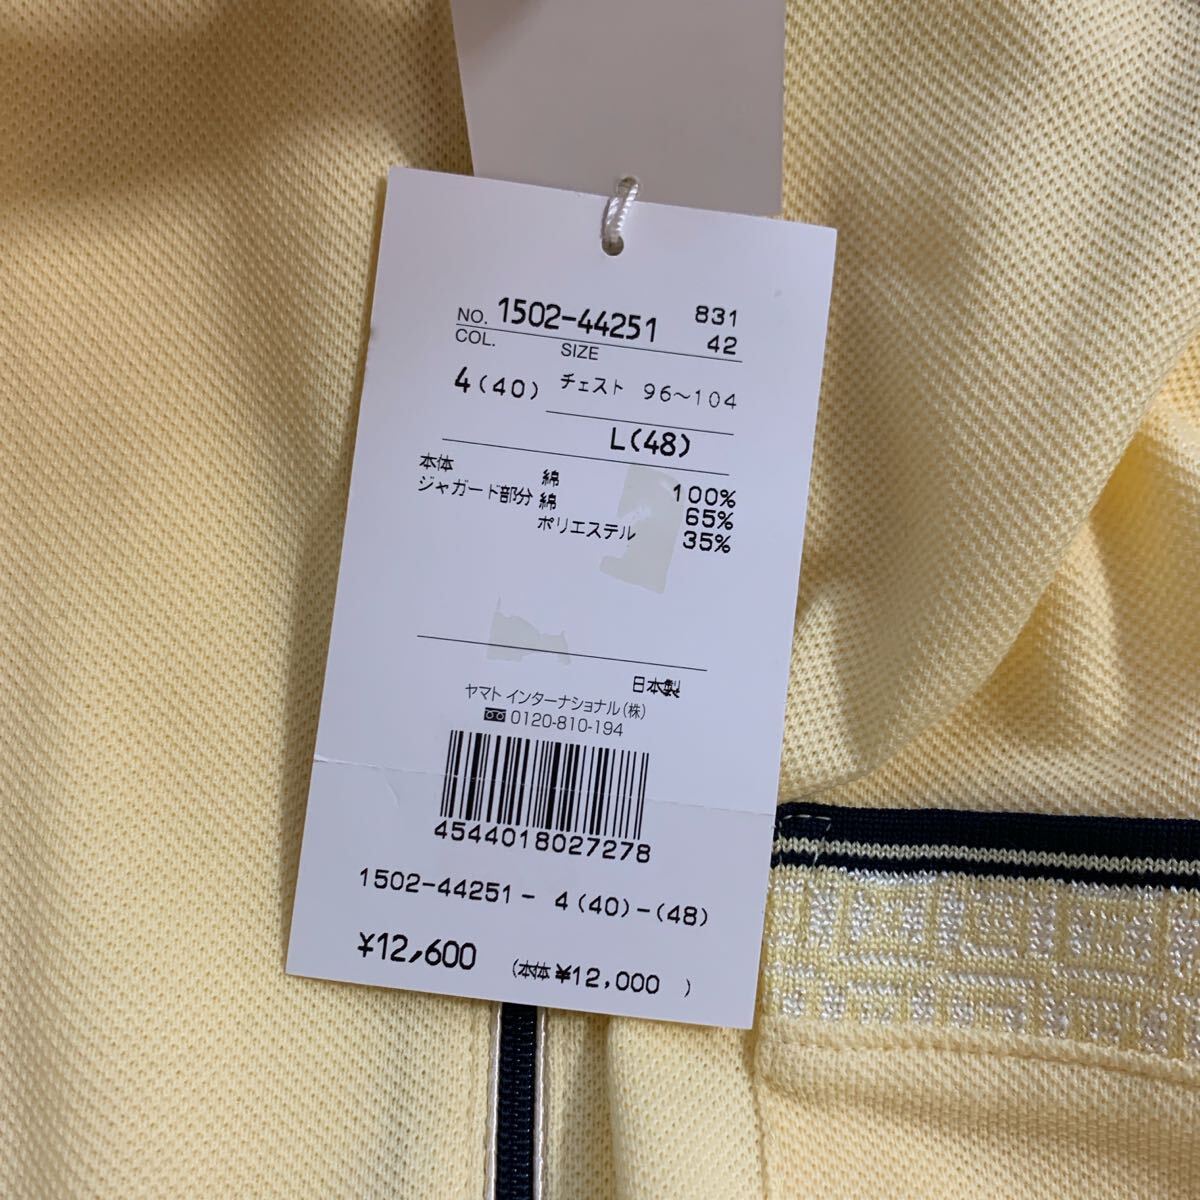 NO. 1502-44251 831
COL. SIZE 42
4(40) チェスト 96~104
L(48)
本体 綿 100%
ジャガード部分 綿 65%
ポリエステル 35%
日本製
ヤマト インターナショナル(株)
0120-810-194
4544018027278
1502-44251- 4(40)-(48)
¥12,600 (本体 ¥12,000 )